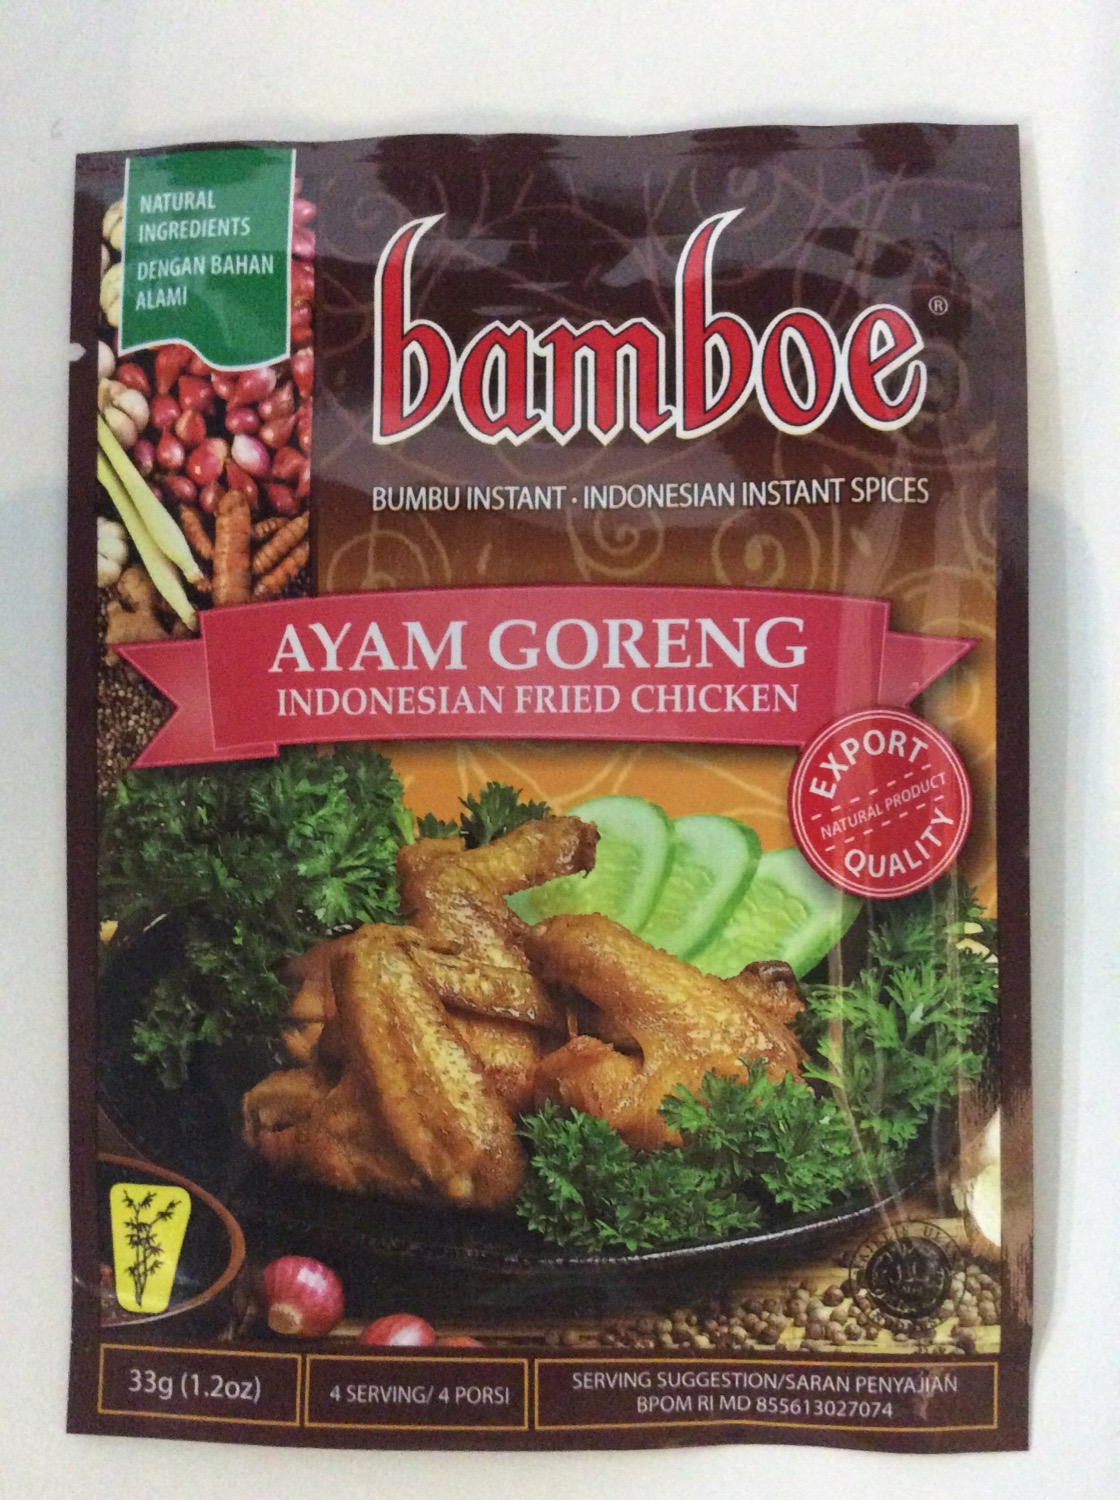 NATURAL
INGREDIENTS
DENGAN BAHAN
ALAMI
bamboe®
BUMBU INSTANT · INDONESIAN INSTANT SPICES
AYAM GORENG
INDONESIAN FRIED CHICKEN
EXPORT
NATURAL PRODUCT
QUALITY
33g (1.2oz)
4 SERVING/ 4 PORSI
SERVING SUGGESTION/SARAN PENYAJIAN
BPOM RI MD 855613027074